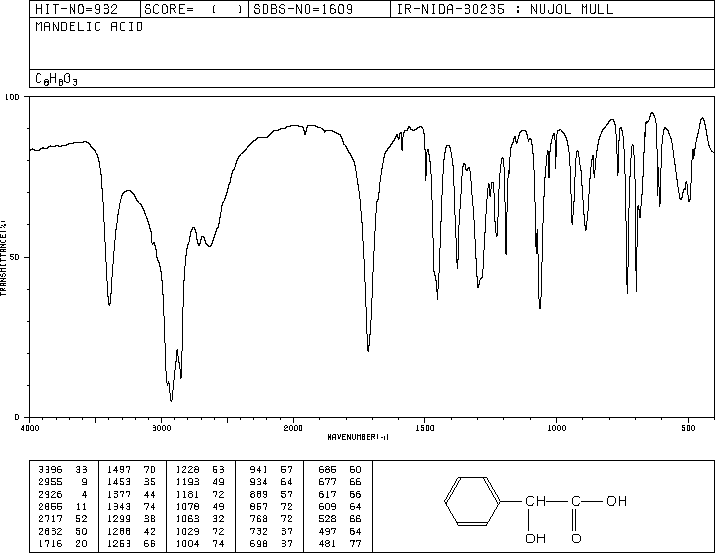 HIT-NO=932 SCORE= ( ) SDBS-NO=1609 IR-NIDA-30235 : NUJOL MULL
MANDELIC ACID
C8H8O3
100
50
0
TRANSMITTANCE(%)
4000 3000 2000 1500 1000 500
WAVENUMBER(-1)
3396 33 1497 70 1228 53 941 57 686 60
2955 9 1453 35 1193 49 934 64 677 66
2926 4 1377 44 1181 72 889 57 617 66
2866 11 1343 74 1078 49 857 72 609 64
2717 52 1299 38 1063 32 768 72 528 66
2632 50 1288 42 1029 72 732 37 497 64
1716 20 1253 66 1004 74 698 37 481 77
CH C OH
OH O